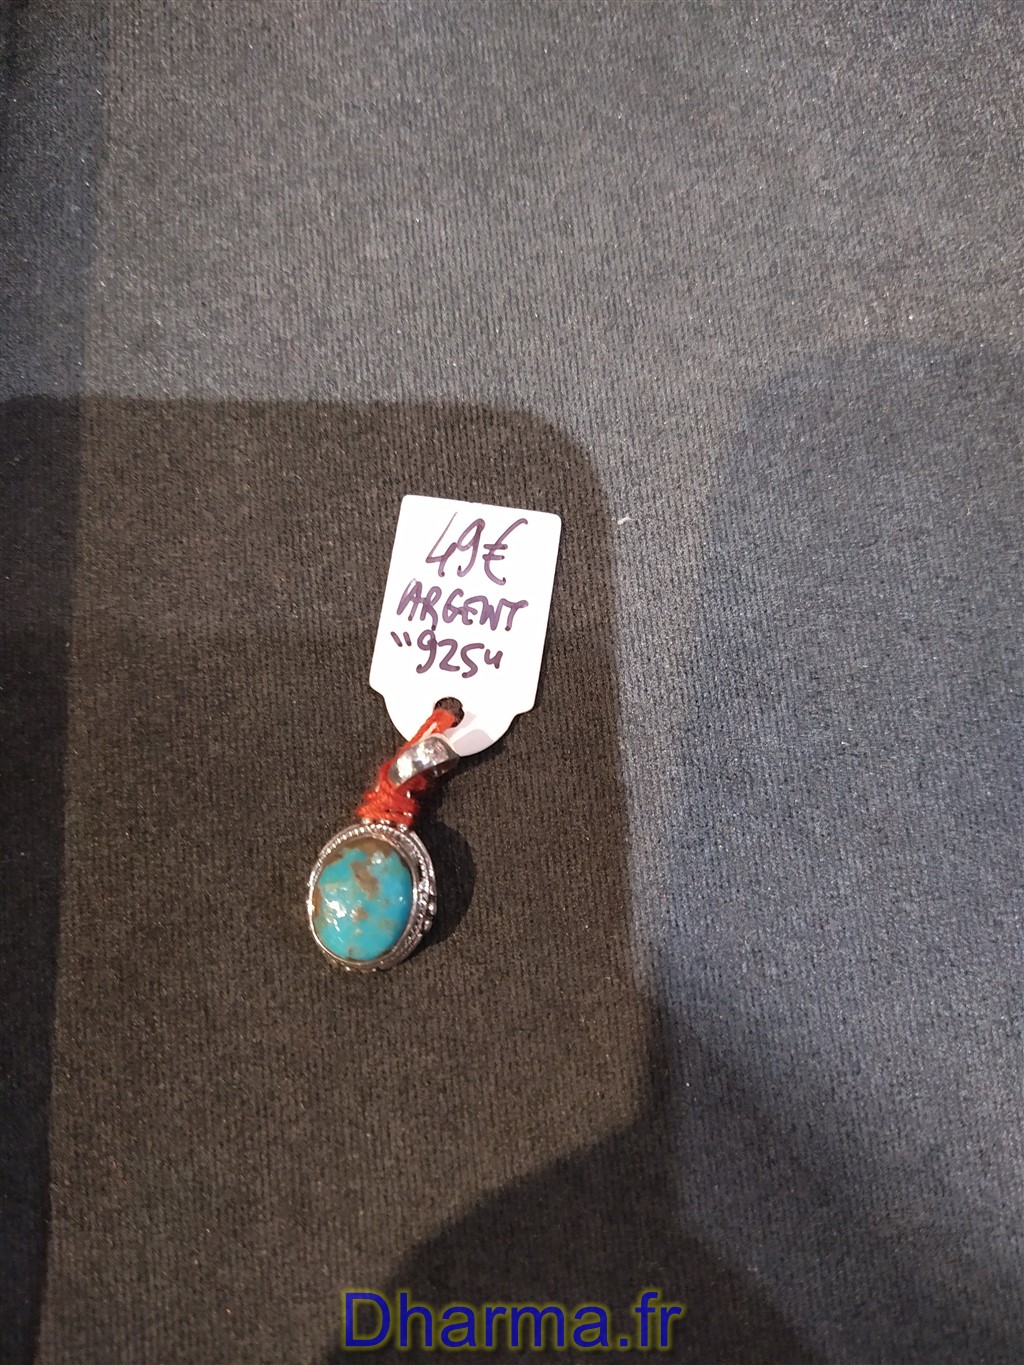 49€
ARGENT
"925"
Dharma.fr